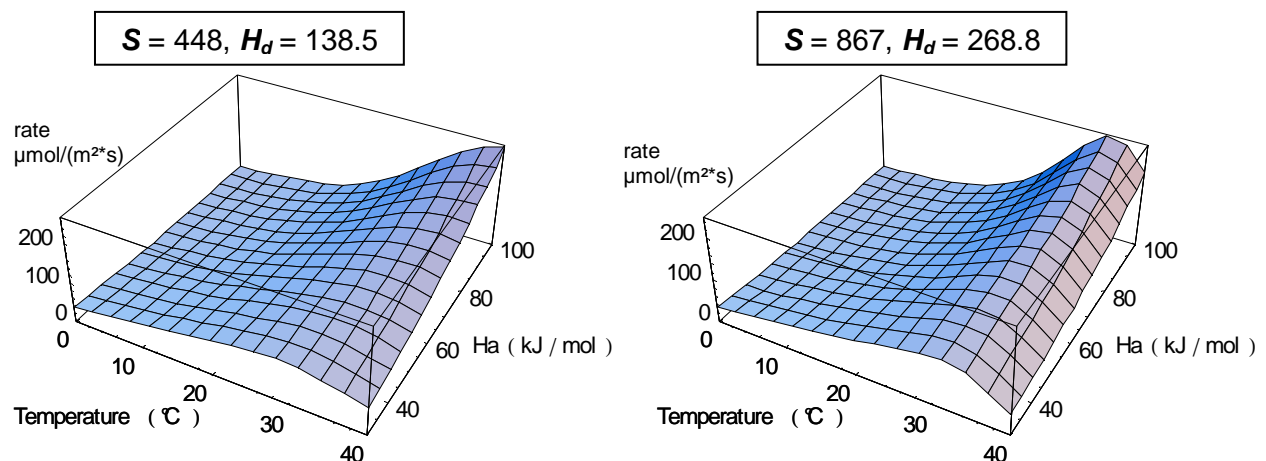 S = 448, Hd = 138.5
rate
µmol/(m²*s)
200
100
0
0
10
20
30
40
Temperature (°C)
40
60
80
100
Ha ( kJ / mol )
S = 867, Hd = 268.8
rate
µmol/(m²*s)
200
100
0
0
10
20
30
40
Temperature (°C)
40
60
80
100
Ha ( kJ / mol )